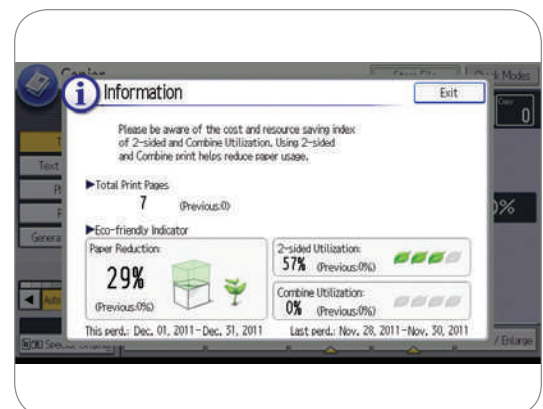 Information
Exit
Please be aware of the cost and
resource saving index
of 2-sided and Combine Utilization. Using 2-sided
and Combine print helps reduce paper usage.
▶Total Print Pages
7 (Previous:0)
▶Eco-friendly Indicator
Paper Reduction:
29%
(Previous:0%)
2-sided Utilization:
57% (Previous:0%)
Combine Utilization:
0% (Previous:0%)
This perd.: Dec. 01, 2011-Dec. 31, 2011
Last perd.: Nov. 28, 2011-Nov. 30, 2011
Copier
Modes
Copy
0
Text
Genera
Auto
/ Enlarge